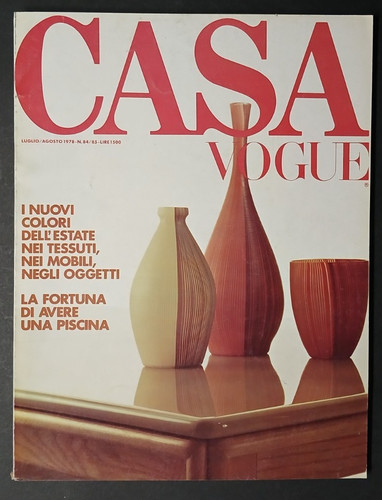 CASA
VOGUE
LUGLIO/AGOSTO 1978 - N. 84/85 - LIRE 1500
I NUOVI
COLORI
DELL'ESTATE
NEI TESSUTI,
NEI MOBILI,
NEGLI OGGETTI
LA FORTUNA
DI AVERE
UNA PISCINA